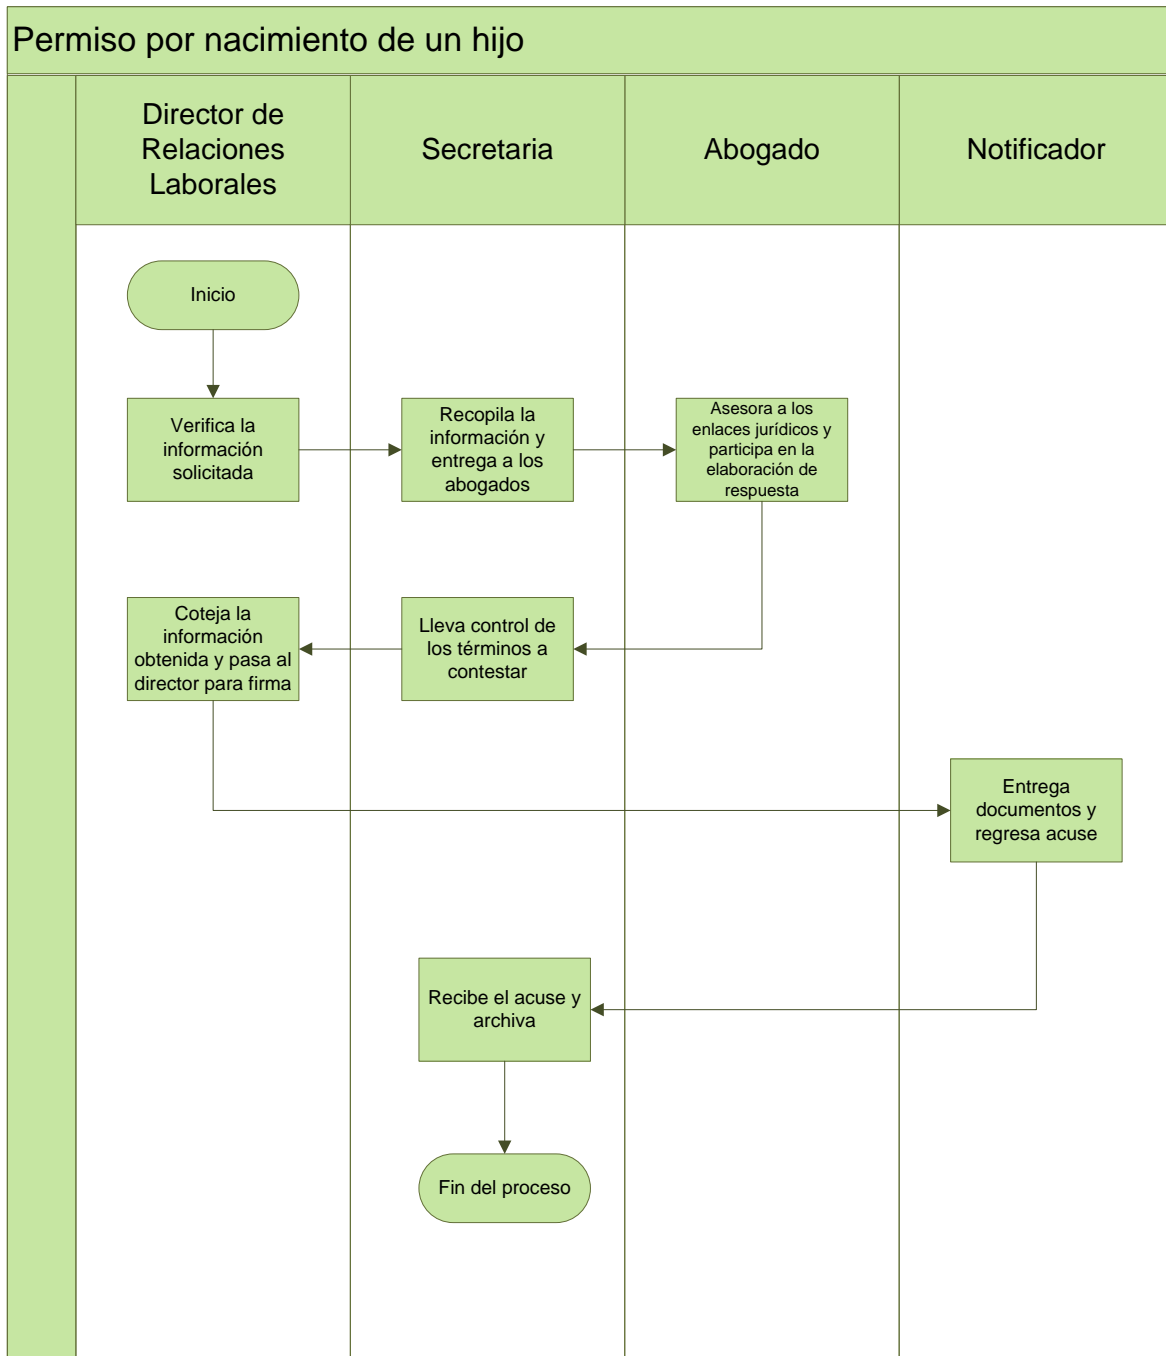 Permiso por nacimiento de un hijo
Director de
Relaciones
Laborales
Secretaria
Abogado
Notificador
Inicio
Verifica la
información
solicitada
Recopila la
información y
entrega a los
abogados
Asesora a los
enlaces jurídicos y
participa en la
elaboración de
respuesta
Coteja la
información
obtenida y pasa al
director para firma
Lleva control de
los términos a
contestar
Entrega
documentos y
regresa acuse
Recibe el acuse y
archiva
Fin del proceso